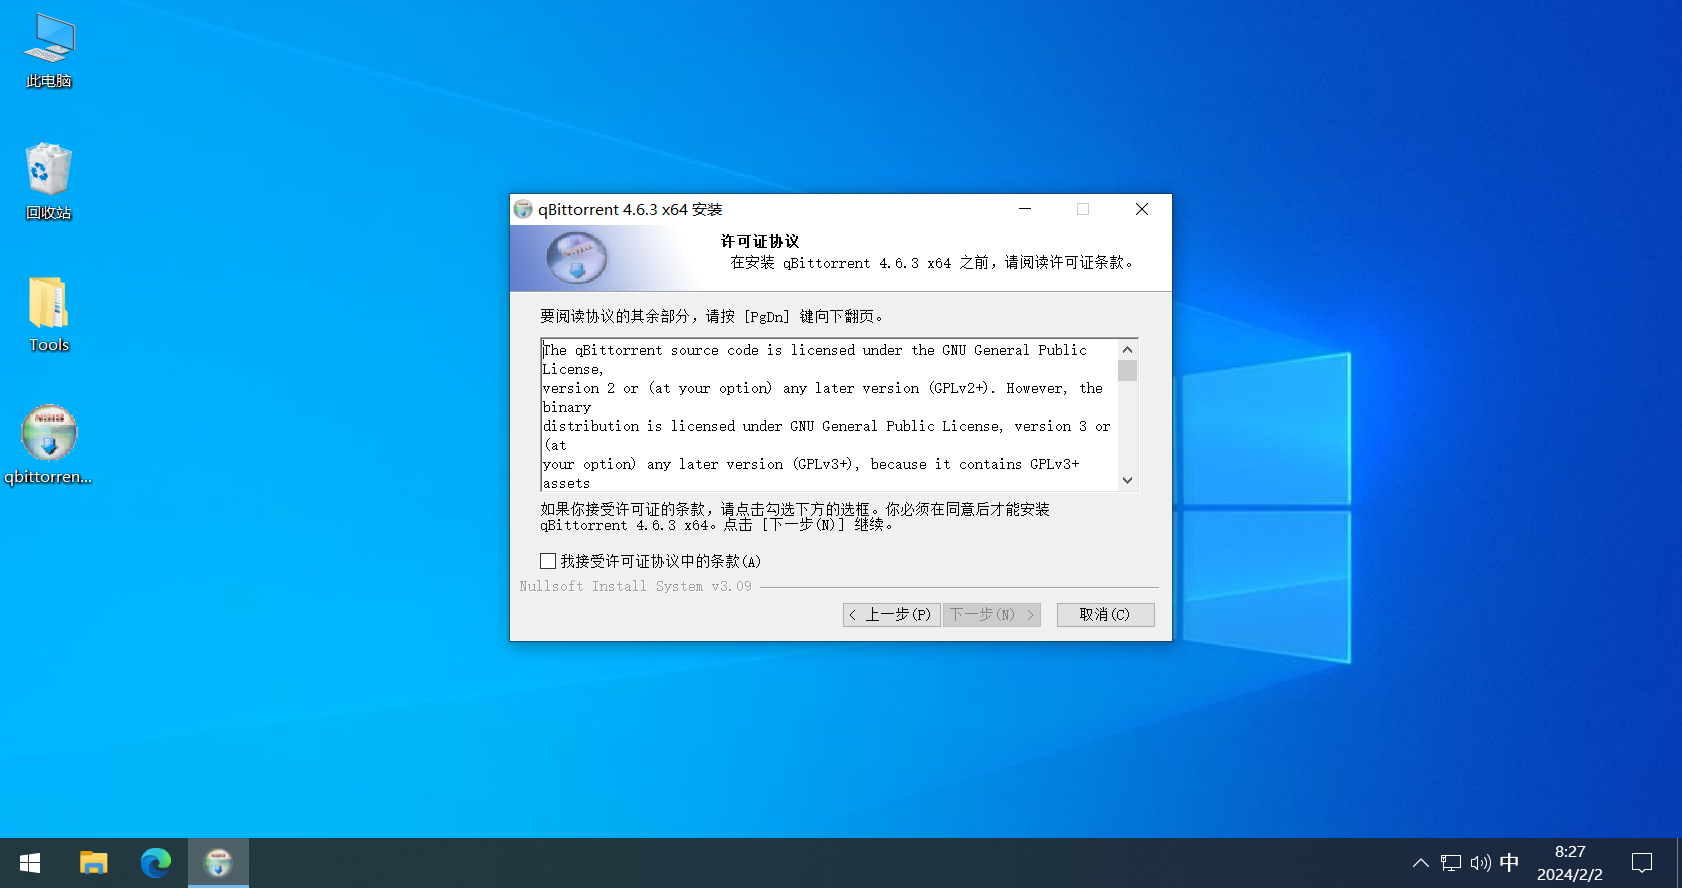 此电脑
回收站
Tools
NSIS
qbittorren...
qBittorrent 4.6.3 x64 安装
许可证协议
在安装 qBittorrent 4.6.3 x64 之前，请阅读许可证条款。
要阅读协议的其余部分，请按 [PgDn] 键向下翻页。
The qBittorrent source code is licensed under the GNU General Public
License,
version 2 or (at your option) any later version (GPLv2+). However, the
binary
distribution is licensed under GNU General Public License, version 3 or
(at
your option) any later version (GPLv3+), because it contains GPLv3+
assets
如果你接受许可证的条款，请点击勾选下方的选框。你必须在同意后才能安装
qBittorrent 4.6.3 x64。点击 [下一步(N)] 继续。
我接受许可证协议中的条款(A)
Nullsoft Install System v3.09
< 上一步(P)
下一步(N) >
取消(C)
中
8:27
2024/2/2